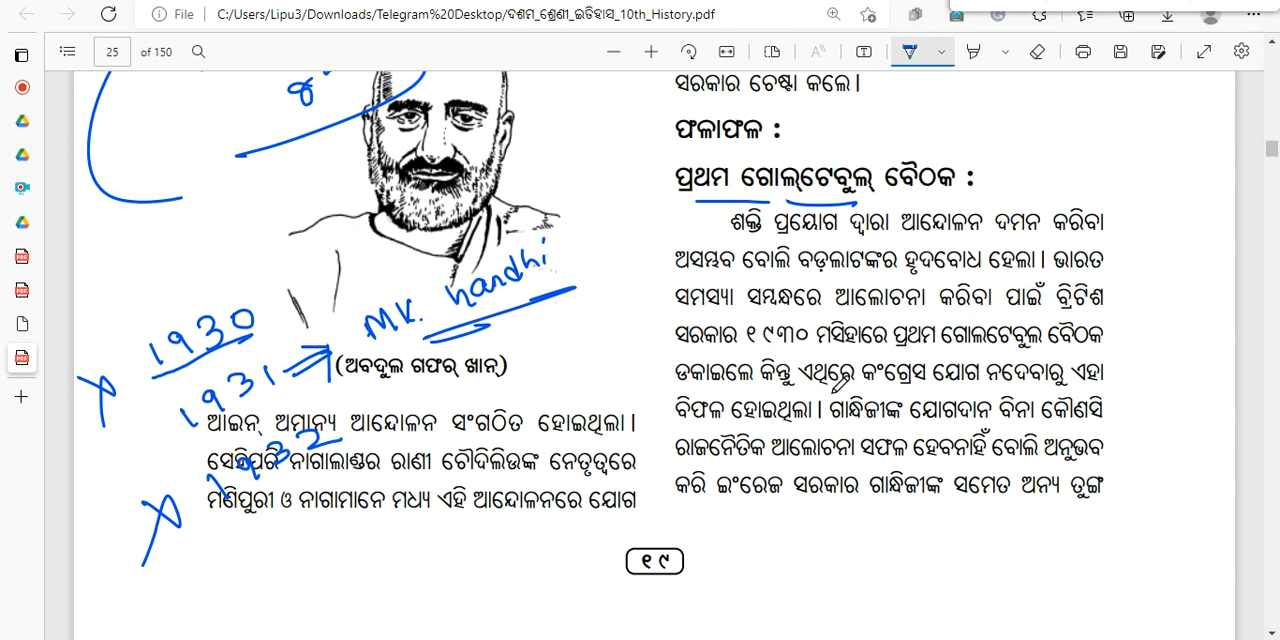 File
C:/Users/Lipu3/Downloads/Telegram%20Desktop/ଦଶମ_ଶ୍ରେଣୀ_ଇତିହାସ_10th_History.pdf
25 of 150
1930
1931
1932
MK. Gandhi
(ଅବଦୁଲ ଗଫର୍ ଖାନ୍)
ଆଇନ୍ ଅମାନ୍ୟ ଆନ୍ଦୋଳନ ସଂଗଠିତ ହୋଇଥିଲା।
ସେହିପରି ନାଗାଲାଣ୍ଡର ରାଣୀ ଚୌଦିଲିଉଙ୍କ ନେତୃତ୍ୱରେ
ମଣିପୁରୀ ଓ ନାଗାମାନେ ମଧ୍ୟ ଏହି ଆନ୍ଦୋଳନରେ ଯୋଗ
ସରକାର ଚେଷ୍ଟା କଲେ।
ଫଳାଫଳ :
ପ୍ରଥମ ଗୋଲ୍‌ଟେବୁଲ୍ ବୈଠକ :
ଶକ୍ତି ପ୍ରୟୋଗ ଦ୍ୱାରା ଆନ୍ଦୋଳନ ଦମନ କରିବା
ଅସମ୍ଭବ ବୋଲି ବଡ଼ଲାଟଙ୍କର ହୃଦବୋଧ ହେଲା। ଭାରତ
ସମସ୍ୟା ସମ୍ବନ୍ଧରେ ଆଲୋଚନା କରିବା ପାଇଁ ବ୍ରିଟିଶ
ସରକାର ୧୯୩୦ ମସିହାରେ ପ୍ରଥମ ଗୋଲଟେବୁଲ ବୈଠକ
ଡକାଇଲେ କିନ୍ତୁ ଏଥିରେ କଂଗ୍ରେସ ଯୋଗ ନଦେବାରୁ ଏହା
ବିଫଳ ହୋଇଥିଲା। ଗାନ୍ଧିଜୀଙ୍କ ଯୋଗଦାନ ବିନା କୌଣସି
ରାଜନୈତିକ ଆଲୋଚନା ସଫଳ ହେବନାହିଁ ବୋଲି ଅନୁଭବ
କରି ଇଂରେଜ ସରକାର ଗାନ୍ଧିଜୀଙ୍କ ସମେତ ଅନ୍ୟ ତୁଙ୍ଗ
୧୯